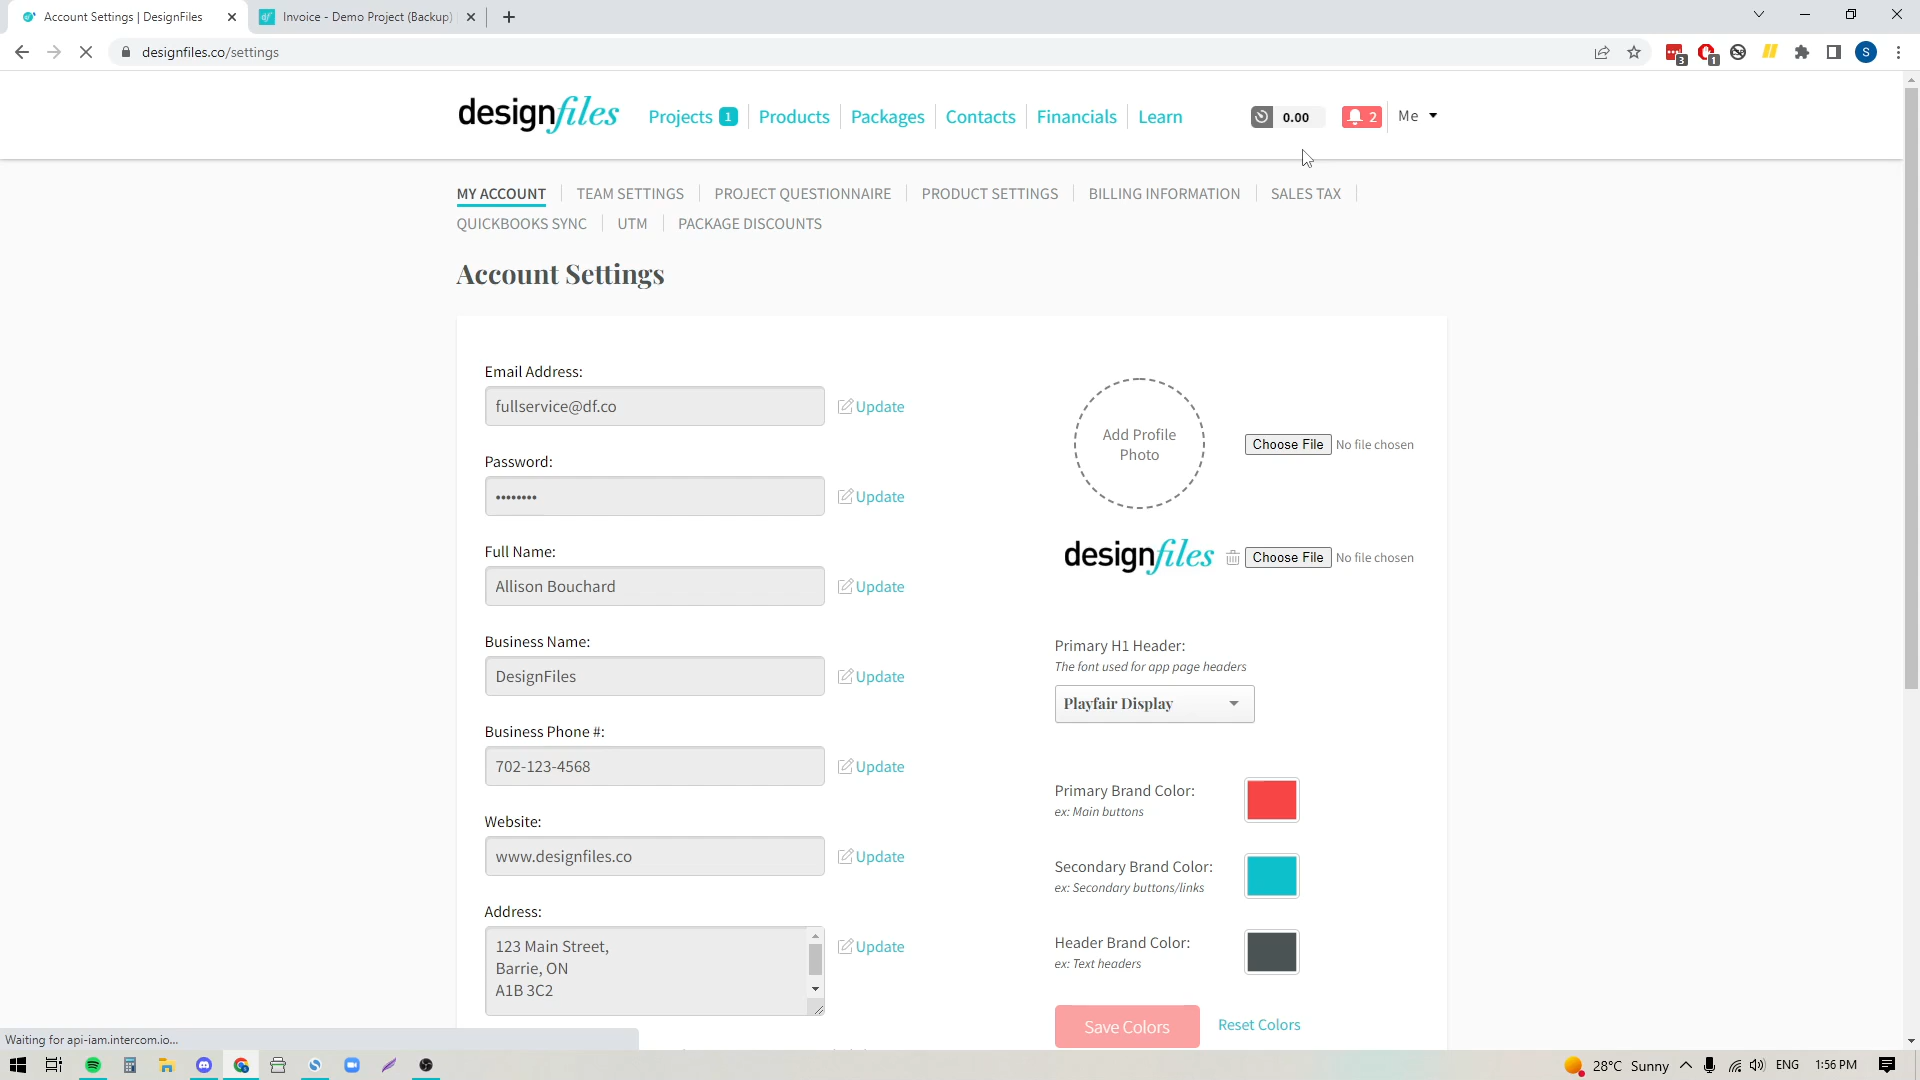 Account Settings | DesignFiles
Invoice - Demo Project (Backup)
designfiles.co/settings
3
1
S
designfiles
Projects 1
Products
Packages
Contacts
Financials
Learn
0.00
2
Me
MY ACCOUNT
TEAM SETTINGS
PROJECT QUESTIONNAIRE
PRODUCT SETTINGS
BILLING INFORMATION
SALES TAX
QUICKBOOKS SYNC
UTM
PACKAGE DISCOUNTS
Account Settings
Email Address:
fullservice@df.co
Update
Password:
••••••••
Update
Full Name:
Allison Bouchard
Update
Business Name:
DesignFiles
Update
Business Phone #:
702-123-4568
Update
Website:
www.designfiles.co
Update
Address:
123 Main Street,
Barrie, ON
A1B 3C2
Update
Add Profile
Photo
Choose File No file chosen
designfiles
Choose File No file chosen
Primary H1 Header:
The font used for app page headers
Playfair Display
Primary Brand Color:
ex: Main buttons
Secondary Brand Color:
ex: Secondary buttons/links
Header Brand Color:
ex: Text headers
Save Colors
Reset Colors
Waiting for api-iam.intercom.io...
28°C Sunny
ENG
1:56 PM